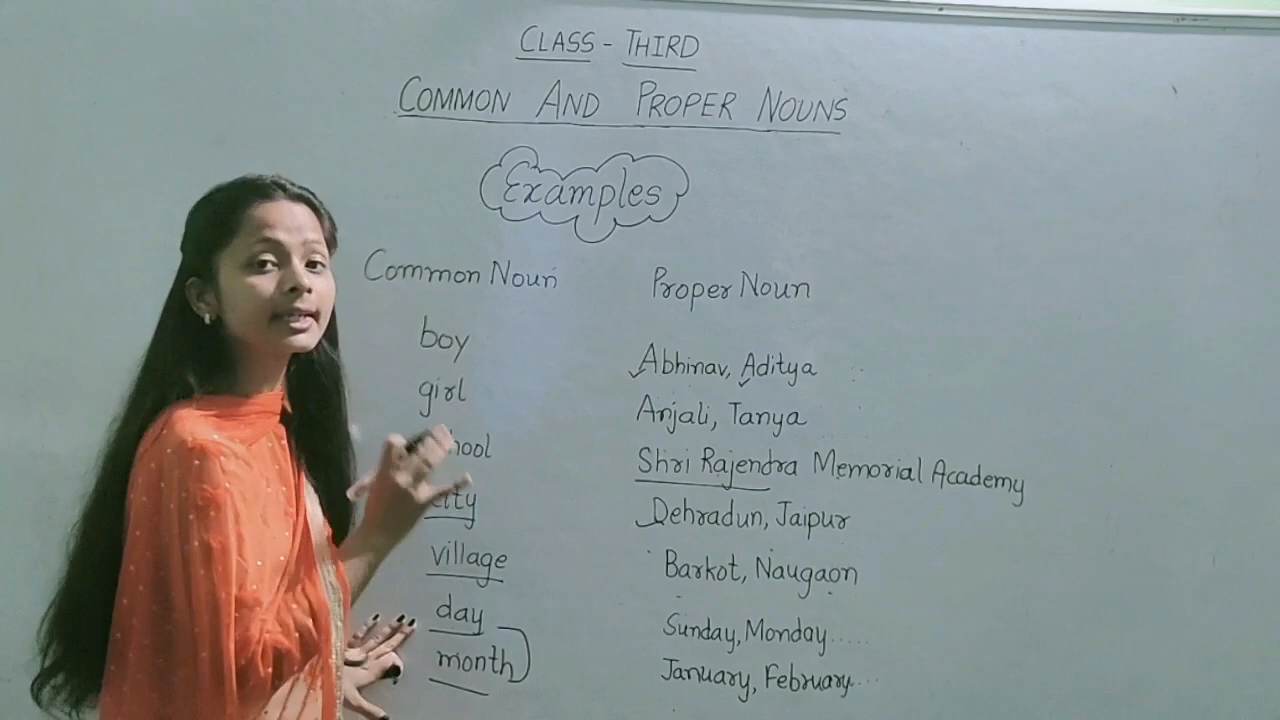 CLASS - THIRD
COMMON AND PROPER NOUNS
Examples
Common Noun
Proper Noun
boy
Abhinav, Aditya
girl
Anjali, Tanya
Shri Rajendra Memorial Academy
city
Dehradun, Jaipur
village
Barkot, Naugaon
day
Sunday, Monday.....
month
January, February....